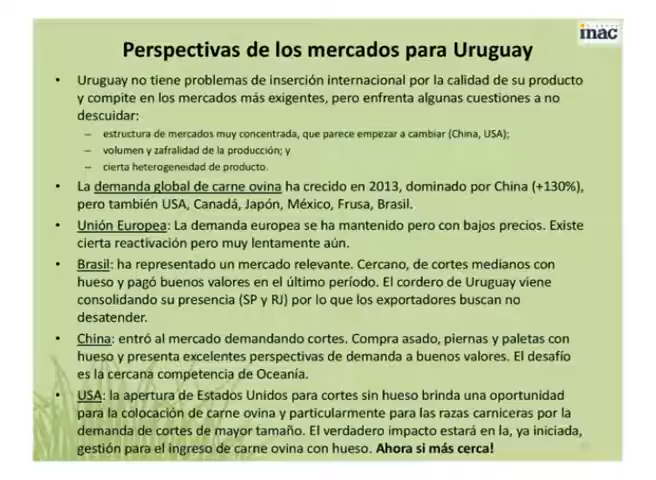 inac
Perspectivas de los mercados para Uruguay
• Uruguay no tiene problemas de inserción internacional por la calidad de su producto
y compite en los mercados más exigentes, pero enfrenta algunas cuestiones a no
descuidar:
– estructura de mercados muy concentrada, que parece empezar a cambiar (China, USA);
– volumen y zafralidad de la producción; y
– cierta heterogeneidad de producto.
• La demanda global de carne ovina ha crecido en 2013, dominado por China (+130%),
pero también USA, Canadá, Japón, México, Frusa, Brasil.
• Unión Europea: La demanda europea se ha mantenido pero con bajos precios. Existe
cierta reactivación pero muy lentamente aún.
• Brasil: ha representado un mercado relevante. Cercano, de cortes medianos con
hueso y pagó buenos valores en el último período. El cordero de Uruguay viene
consolidando su presencia (SP y RJ) por lo que los exportadores buscan no
desatender.
• China: entró al mercado demandando cortes. Compra asado, piernas y paletas con
hueso y presenta excelentes perspectivas de demanda a buenos valores. El desafío
es la cercana competencia de Oceanía.
• USA: la apertura de Estados Unidos para cortes sin hueso brinda una oportunidad
para la colocación de carne ovina y particularmente para las razas carniceras por la
demanda de cortes de mayor tamaño. El verdadero impacto estará en la, ya iniciada,
gestión para el ingreso de carne ovina con hueso. Ahora si más cerca!